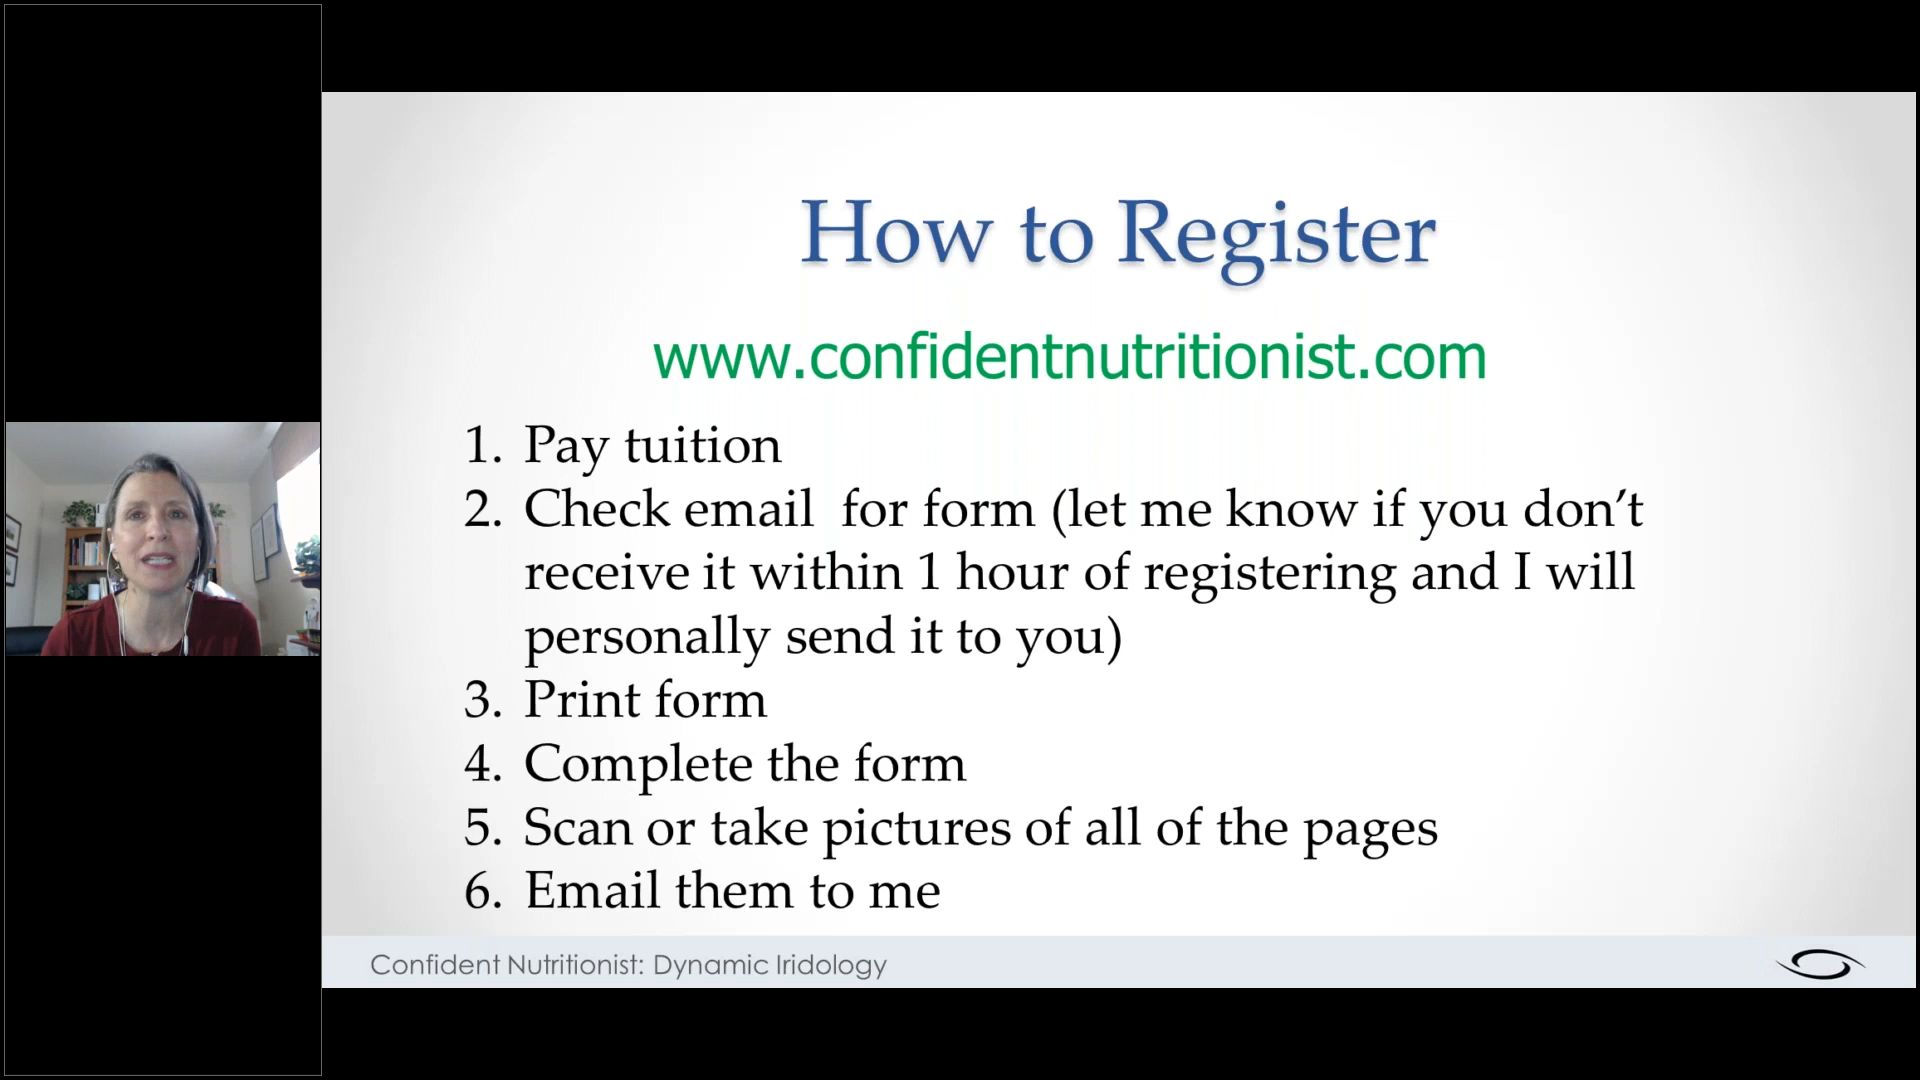 How to Register
www.confidentnutritionist.com
1. Pay tuition
2. Check email  for form (let me know if you don’t
receive it within 1 hour of registering and I will
personally send it to you)
3. Print form
4. Complete the form
5. Scan or take pictures of all of the pages
6. Email them to me
Confident Nutritionist: Dynamic Iridology